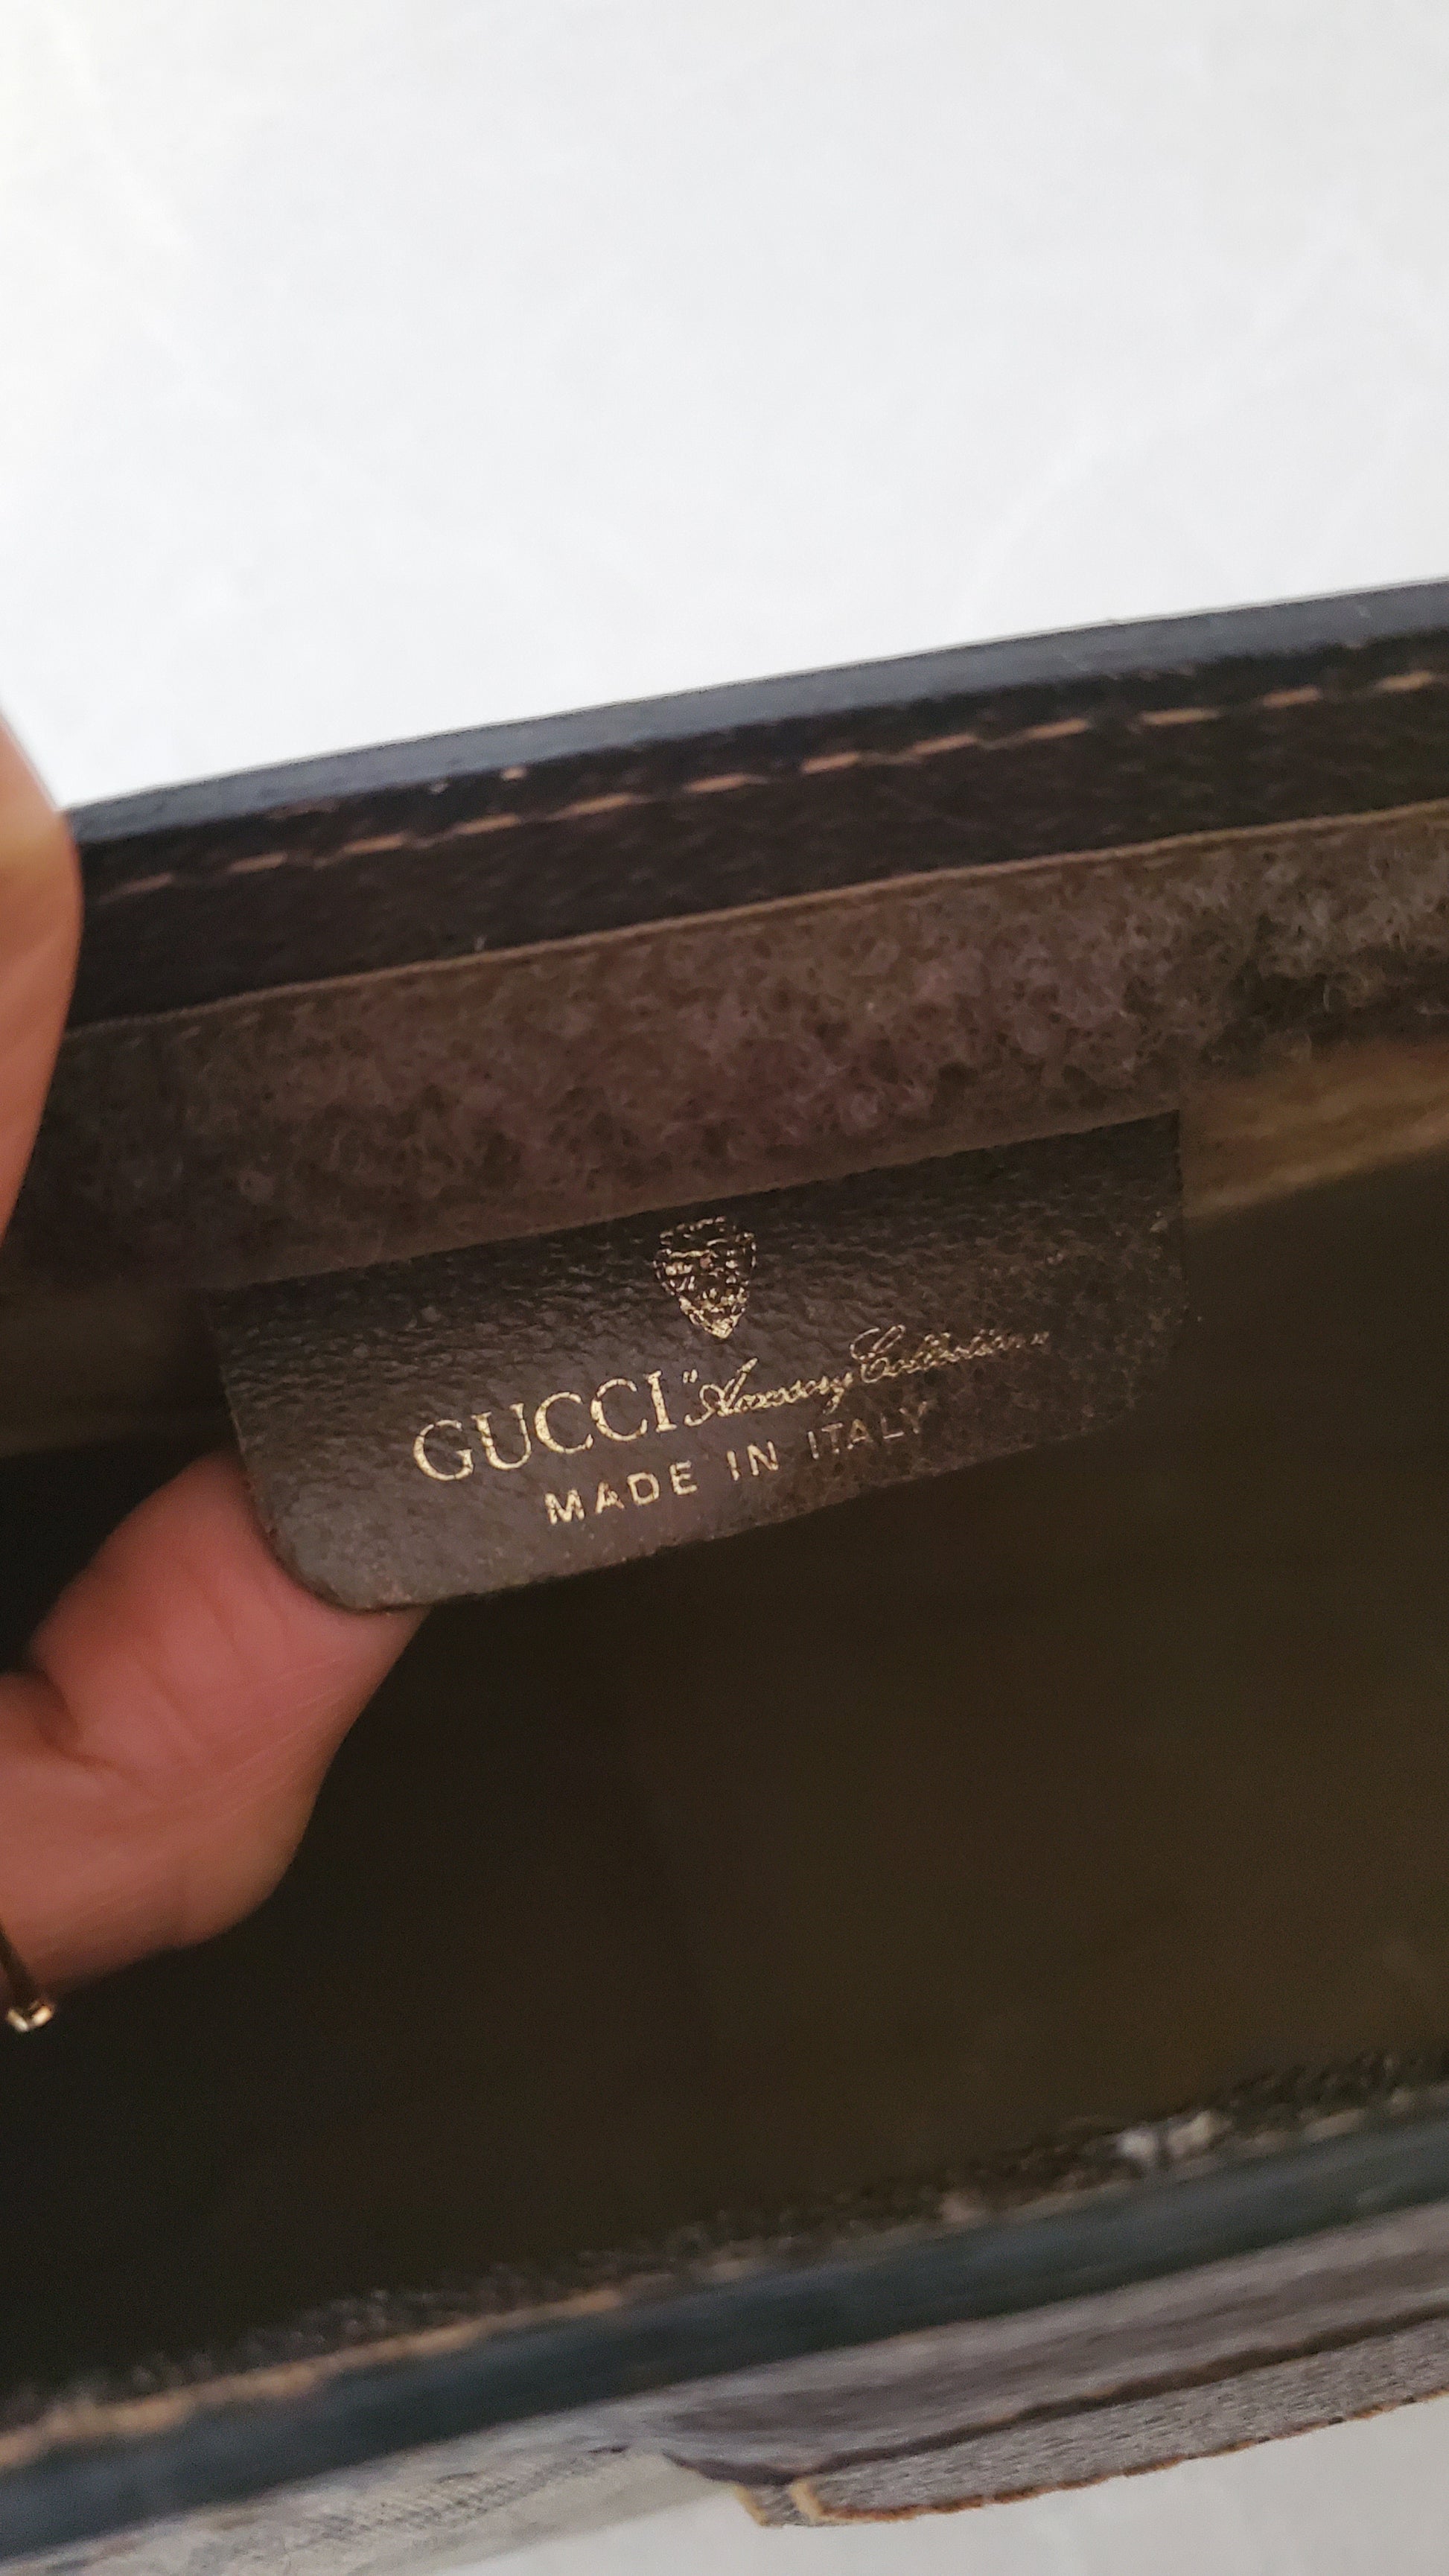 GUCCI "Accessory Collection"
MADE IN ITALY